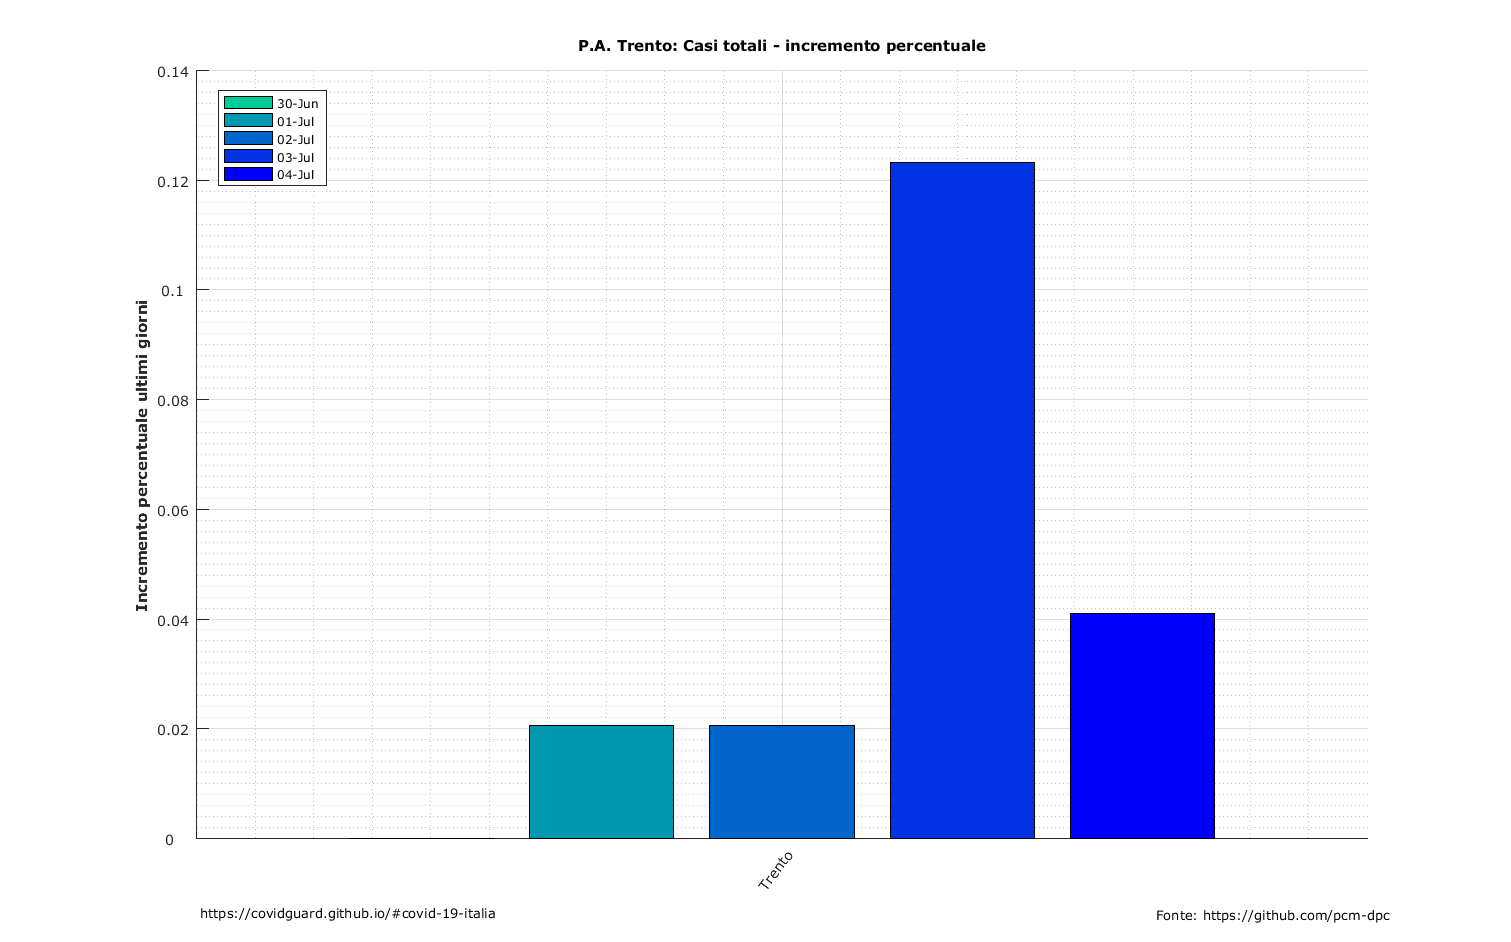 P.A. Trento: Casi totali - incremento percentuale
0.14
0.12
0.1
0.08
0.06
0.04
0.02
0
30-Jun
01-Jul
02-Jul
03-Jul
04-Jul
Incremento percentuale ultimi giorni
Trento
https://covidguard.github.io/#covid-19-italia
Fonte: https://github.com/pcm-dpc